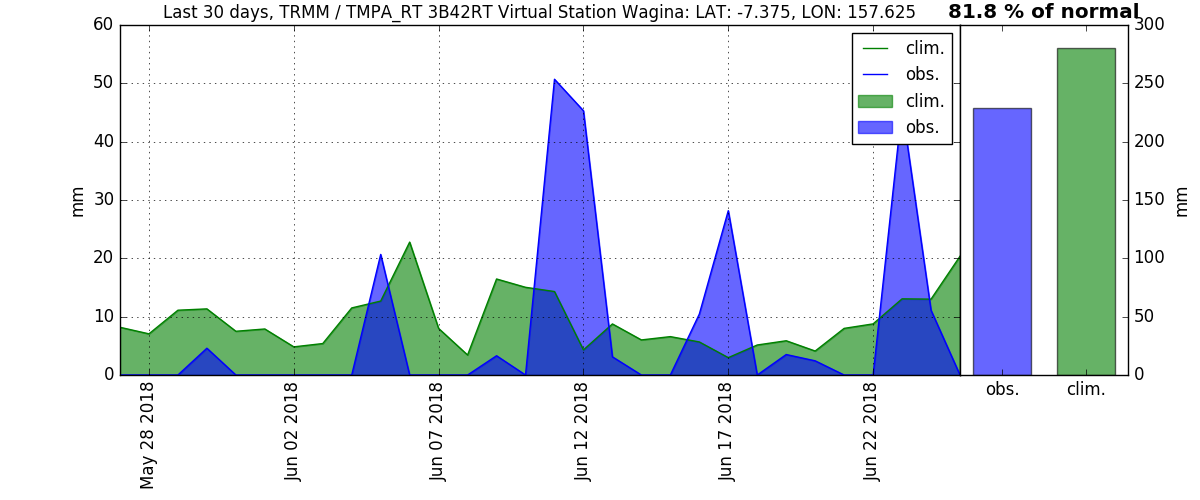 Last 30 days, TRMM / TMPA_RT 3B42RT Virtual Station Wagina: LAT: -7.375, LON: 157.625
81.8 % of normal
60
50
40
30
20
10
0
mm
clim.
obs.
clim.
obs.
May 28 2018
Jun 02 2018
Jun 07 2018
Jun 12 2018
Jun 17 2018
Jun 22 2018
300
250
200
150
100
50
0
mm
obs.
clim.